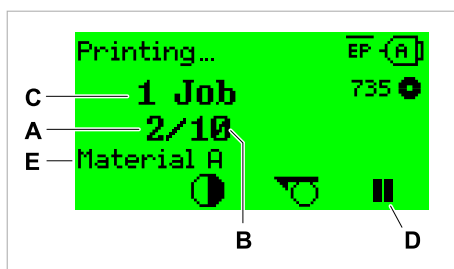 Printing... EP A
C 1 Job 735
A 2/10
E Material A
B D